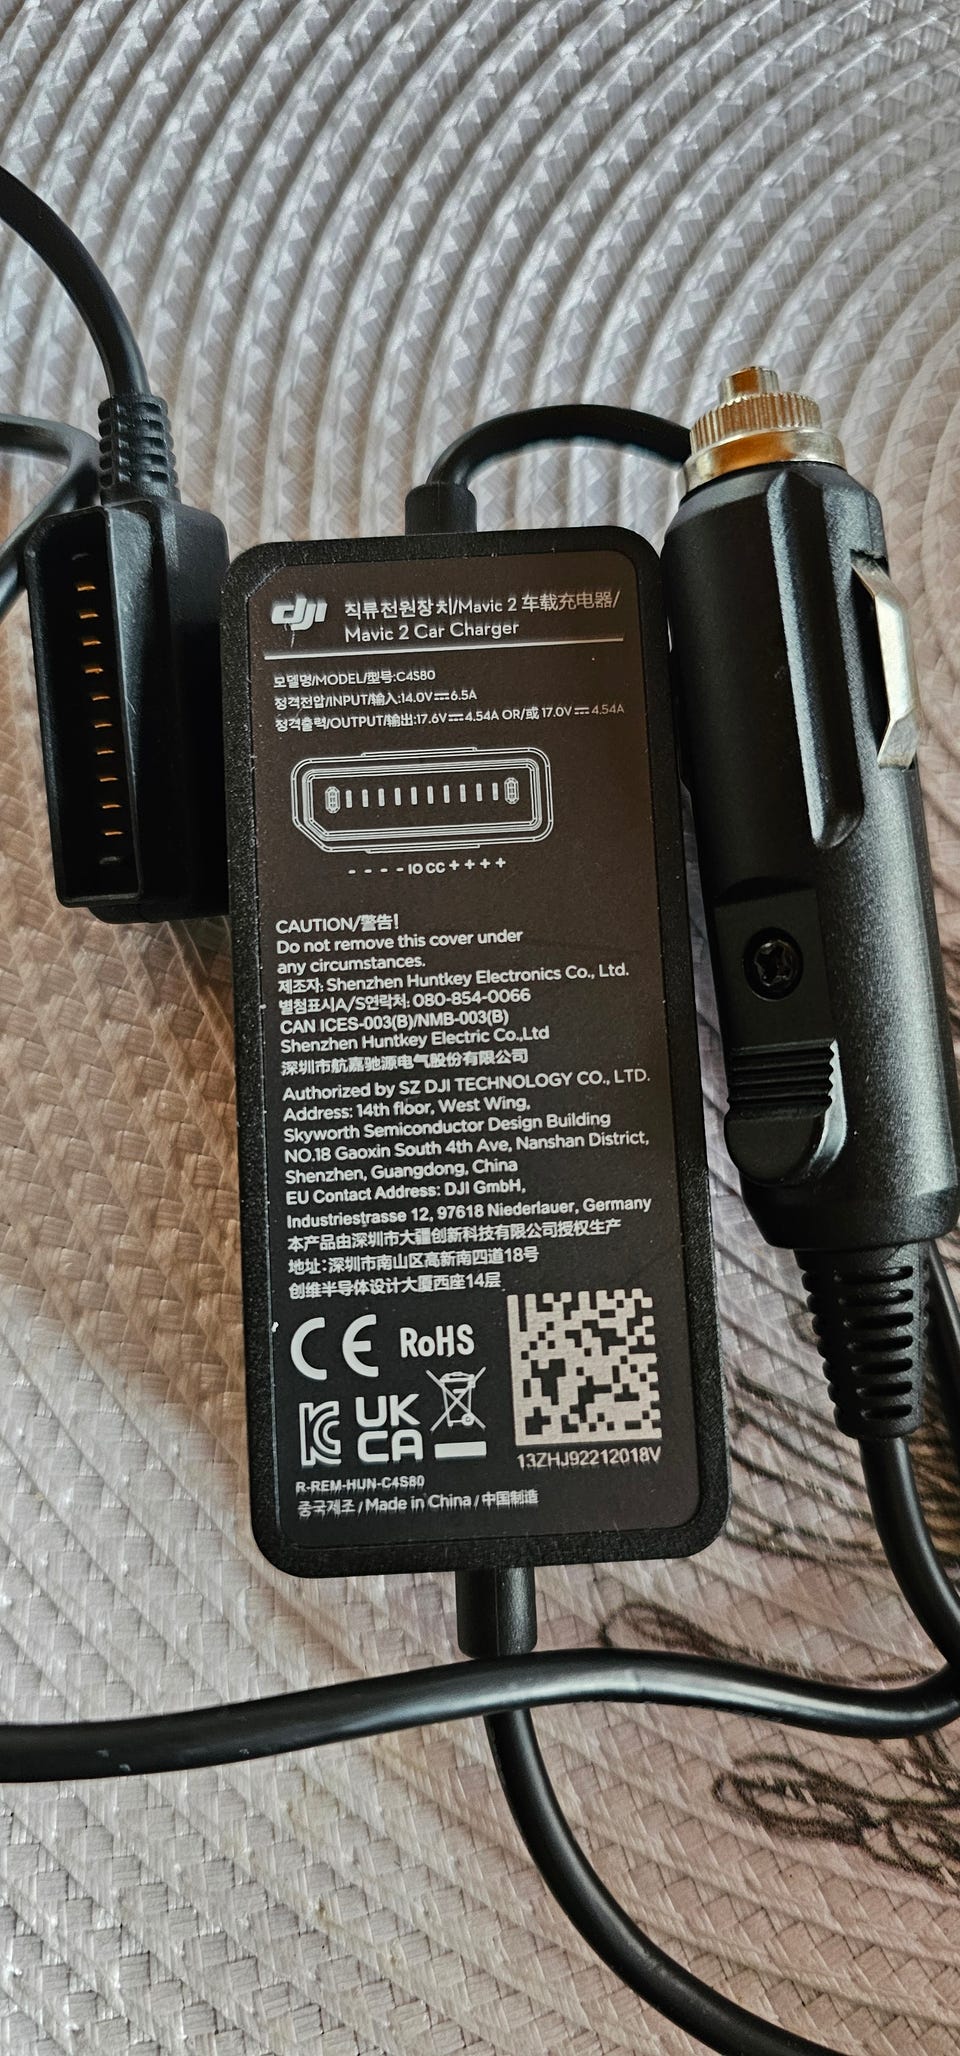 dji 직류전원장치/Mavic 2 车载充电器/
Mavic 2 Car Charger
모델명/MODEL/型号:C4S80
정격전압/INPUT/输入:14.0V⎓6.5A
정격출력/OUTPUT/输出:17.6V⎓4.54A OR/或 17.0V⎓4.54A
- - - - IO CC + + + +
CAUTION/警告!
Do not remove this cover under
any circumstances.
제조자: Shenzhen Huntkey Electronics Co., Ltd.
별첨표시A/S연락처: 080-854-0066
CAN ICES-003(B)/NMB-003(B)
Shenzhen Huntkey Electric Co.,Ltd
深圳市航嘉驰源电气股份有限公司
Authorized by SZ DJI TECHNOLOGY CO., LTD.
Address: 14th floor, West Wing,
Skyworth Semiconductor Design Building
NO.18 Gaoxin South 4th Ave, Nanshan District,
Shenzhen, Guangdong, China
EU Contact Address: DJI GmbH,
Industriestrasse 12, 97618 Niederlauer, Germany
本产品由深圳市大疆创新科技有限公司授权生产
地址:深圳市南山区高新南四道18号
创维半导体设计大厦西座14层
CE RoHS
UK
CA
13ZHJ92212018V
R-REM-HUN-C4S80
중국제조/Made in China/中国制造